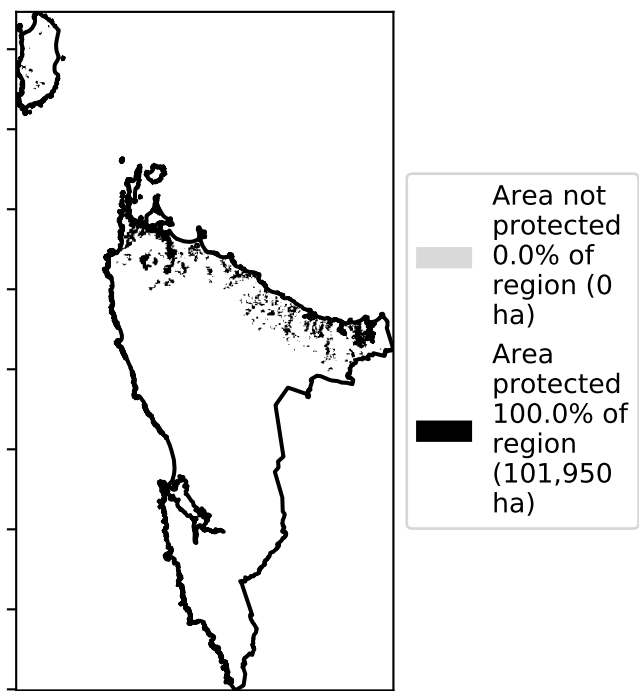 Area not
protected
0.0% of
region (0
ha)
Area
protected
100.0% of
region
(101,950
ha)